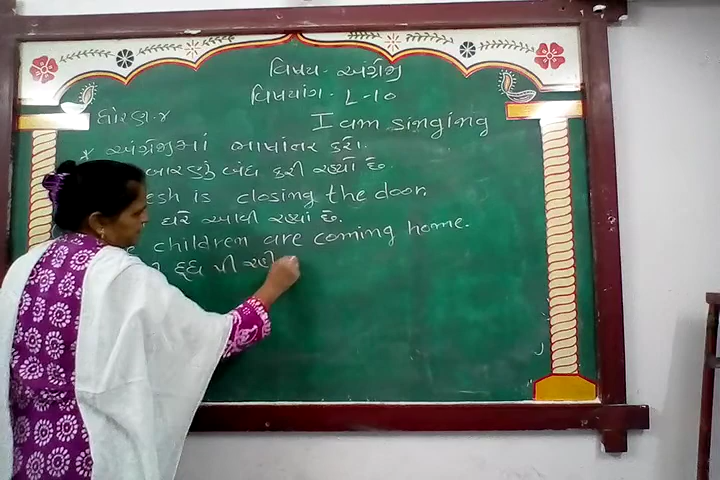 વિષય - અંગ્રેજી
વિષયાંગ - L-10
ધોરણ - ૪
I am singing
* અંગ્રેજીમાં ભાષાંતર કરો.
બારણું બંધ કરી રહ્યો છે.
is closing the door.
ઘરે આવી રહ્યાં છે.
children are coming home.
દૂધ પી રહી